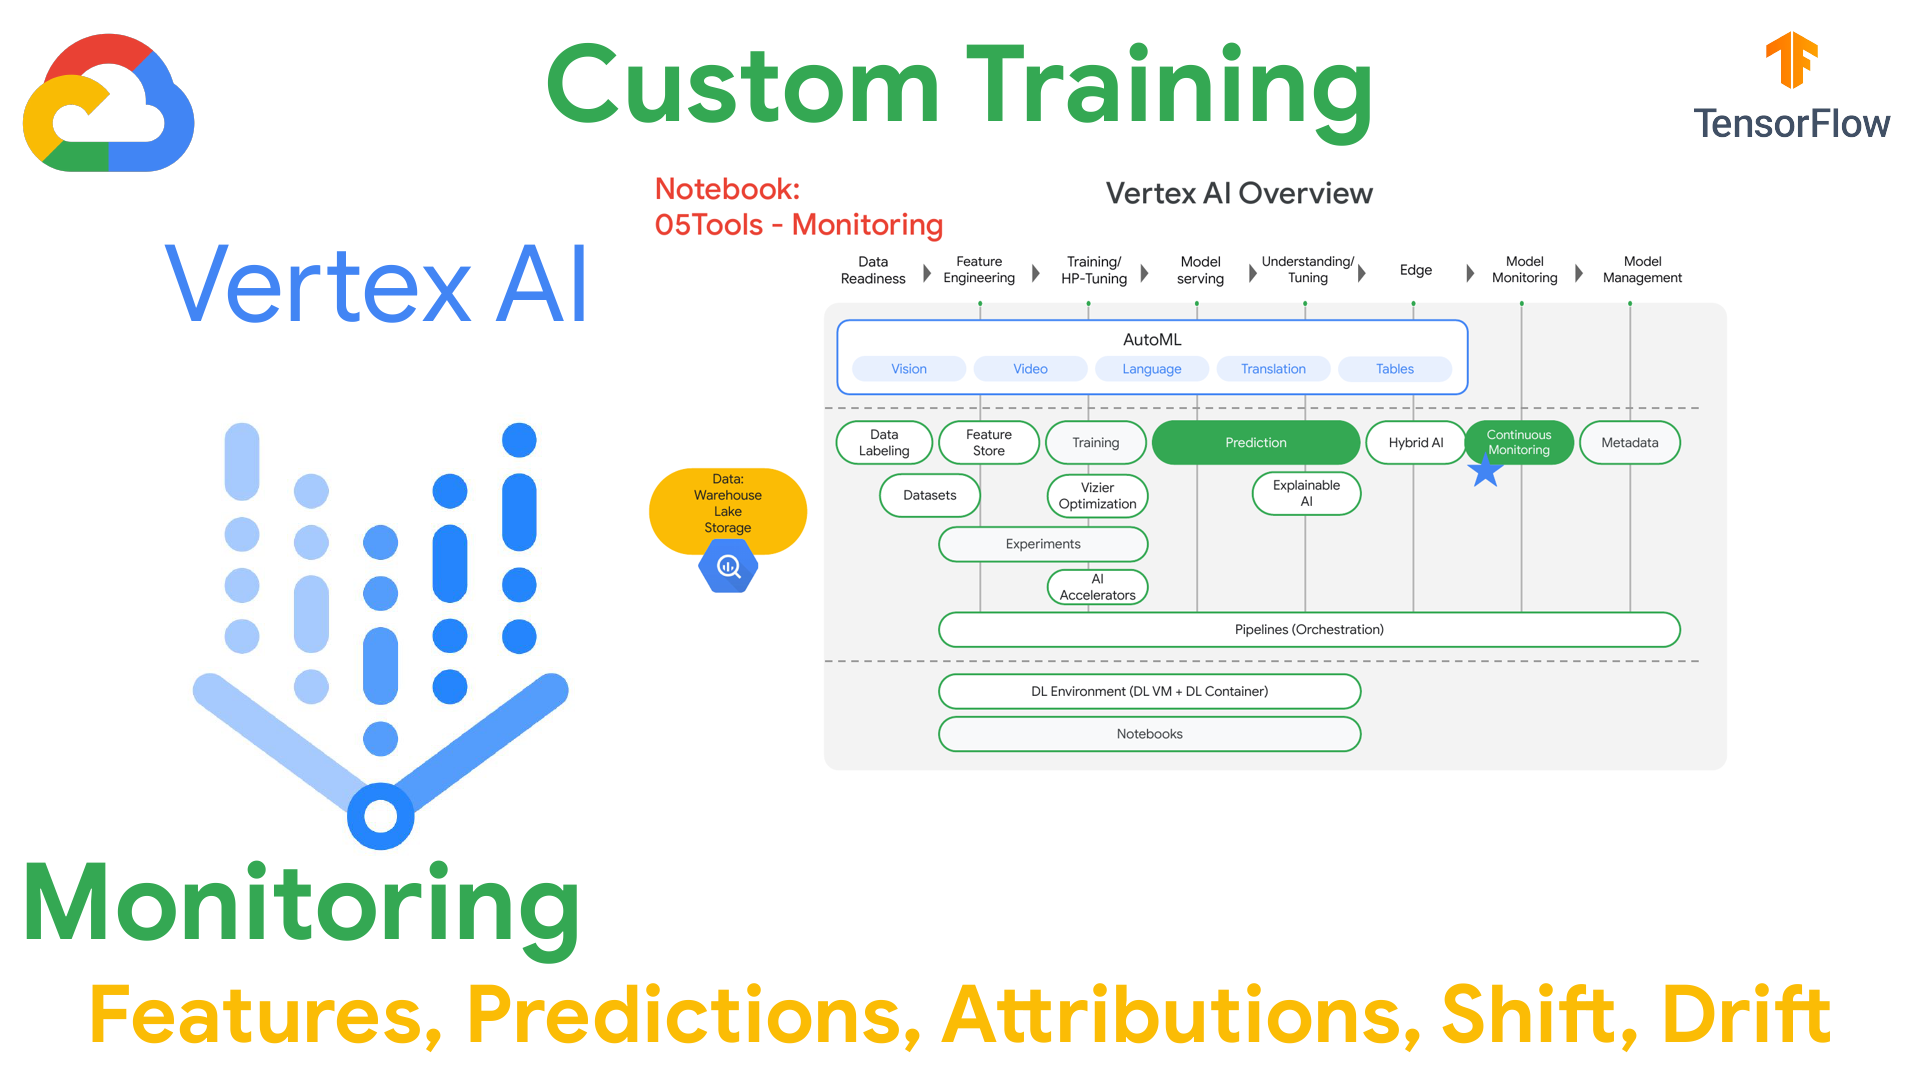 Custom Training
TensorFlow
Notebook:
05Tools - Monitoring
Vertex AI Overview
Vertex AI
Data
Readiness
Feature
Engineering
Training/
HP-Tuning
Model
serving
Understanding/
Tuning
Edge
Model
Monitoring
Model
Management
AutoML
Vision
Video
Language
Translation
Tables
Data
Labeling
Feature
Store
Training
Prediction
Hybrid AI
Continuous
Monitoring
Metadata
Data:
Warehouse
Lake
Storage
Datasets
Vizier
Optimization
Explainable
AI
Experiments
AI
Accelerators
Pipelines (Orchestration)
DL Environment (DL VM + DL Container)
Notebooks
Monitoring
Features, Predictions, Attributions, Shift, Drift